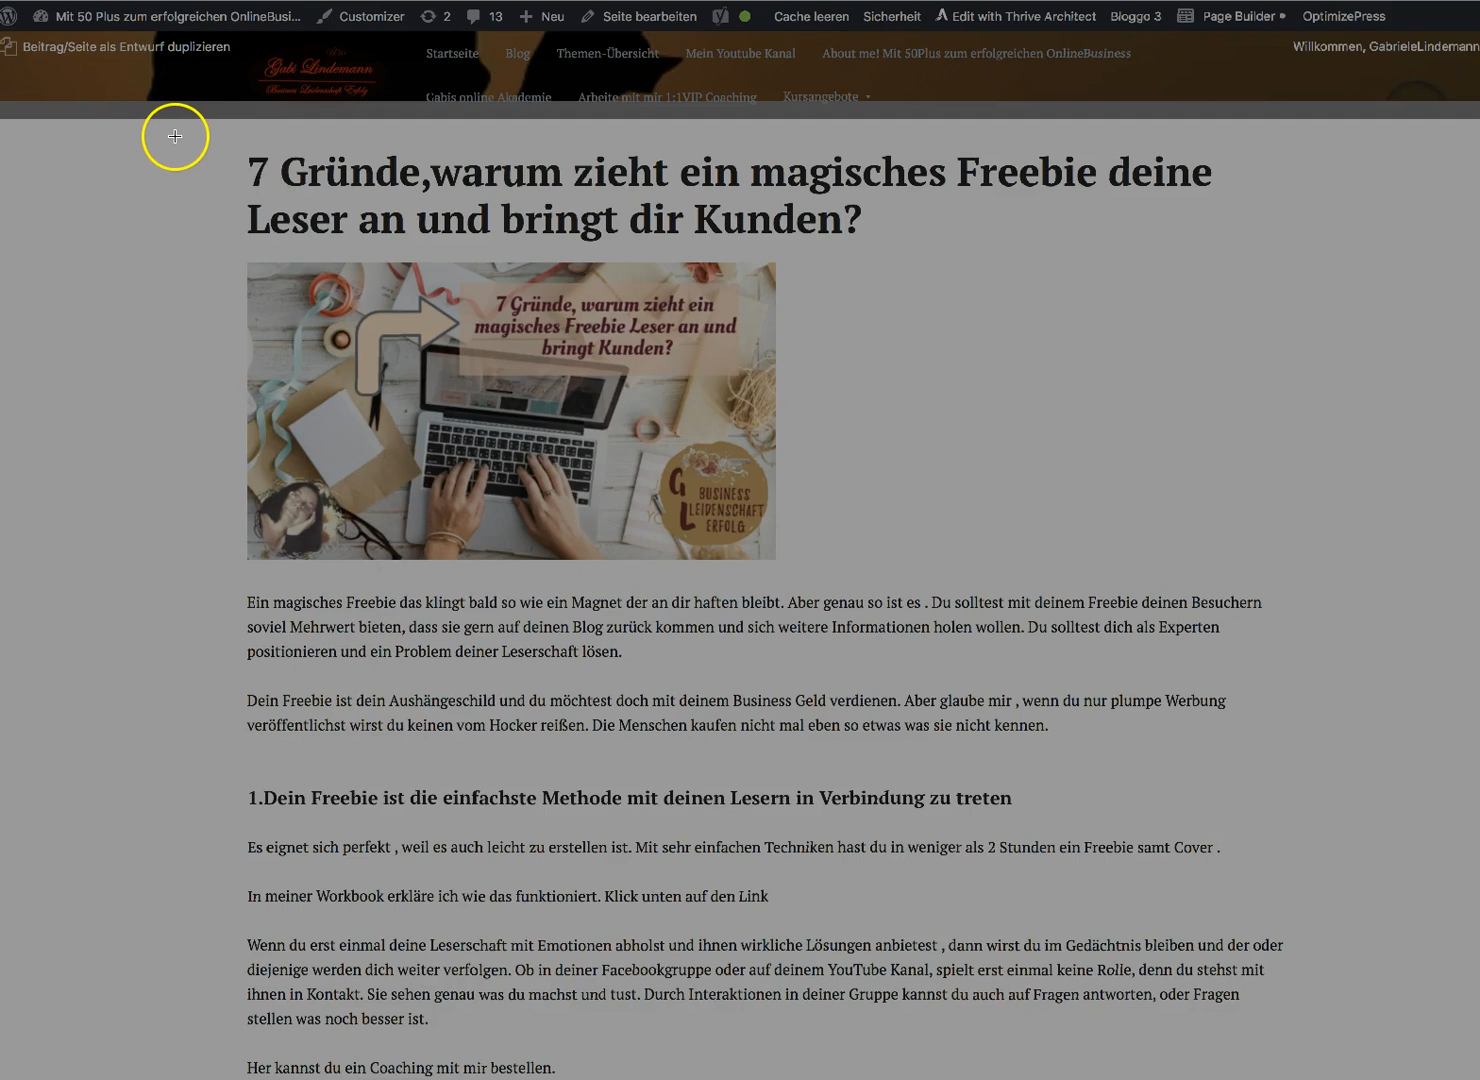 Mit 50 Plus zum erfolgreichen OnlineBusi... Customizer 2 13 Neu Seite bearbeiten Cache leeren Sicherheit Edit with Thrive Architect Bloggo 3 Page Builder OptimizePress
Beitrag/Seite als Entwurf duplizieren
Willkommen, GabrieleLindemann
Gabi Lindemann
Business Leidenschaft Erfolg
Startseite Blog Themen-Übersicht Mein Youtube Kanal About me! Mit 50Plus zum erfolgreichen OnlineBusiness
Gabis online Akademie Arbeite mit mir 1:1VIP Coaching Kursangebote
7 Gründe,warum zieht ein magisches Freebie deine
Leser an und bringt dir Kunden?
7 Gründe, warum zieht ein
magisches Freebie Leser an und
bringt Kunden?
G
BUSINESS
LEIDENSCHAFT
ERFOLG
Ein magisches Freebie das klingt bald so wie ein Magnet der an dir haften bleibt. Aber genau so ist es . Du solltest mit deinem Freebie deinen Besuchern
soviel Mehrwert bieten, dass sie gern auf deinen Blog zurück kommen und sich weitere Informationen holen wollen. Du solltest dich als Experten
positionieren und ein Problem deiner Leserschaft lösen.
Dein Freebie ist dein Aushängeschild und du möchtest doch mit deinem Business Geld verdienen. Aber glaube mir , wenn du nur plumpe Werbung
veröffentlichst wirst du keinen vom Hocker reißen. Die Menschen kaufen nicht mal eben so etwas was sie nicht kennen.
1.Dein Freebie ist die einfachste Methode mit deinen Lesern in Verbindung zu treten
Es eignet sich perfekt , weil es auch leicht zu erstellen ist. Mit sehr einfachen Techniken hast du in weniger als 2 Stunden ein Freebie samt Cover .
In meiner Workbook erkläre ich wie das funktioniert. Klick unten auf den Link
Wenn du erst einmal deine Leserschaft mit Emotionen abholst und ihnen wirkliche Lösungen anbietest , dann wirst du im Gedächtnis bleiben und der oder
diejenige werden dich weiter verfolgen. Ob in deiner Facebookgruppe oder auf deinem YouTube Kanal, spielt erst einmal keine Rolle, denn du stehst mit
ihnen in Kontakt. Sie sehen genau was du machst und tust. Durch Interaktionen in deiner Gruppe kannst du auch auf Fragen antworten, oder Fragen
stellen was noch besser ist.
Her kannst du ein Coaching mit mir bestellen.